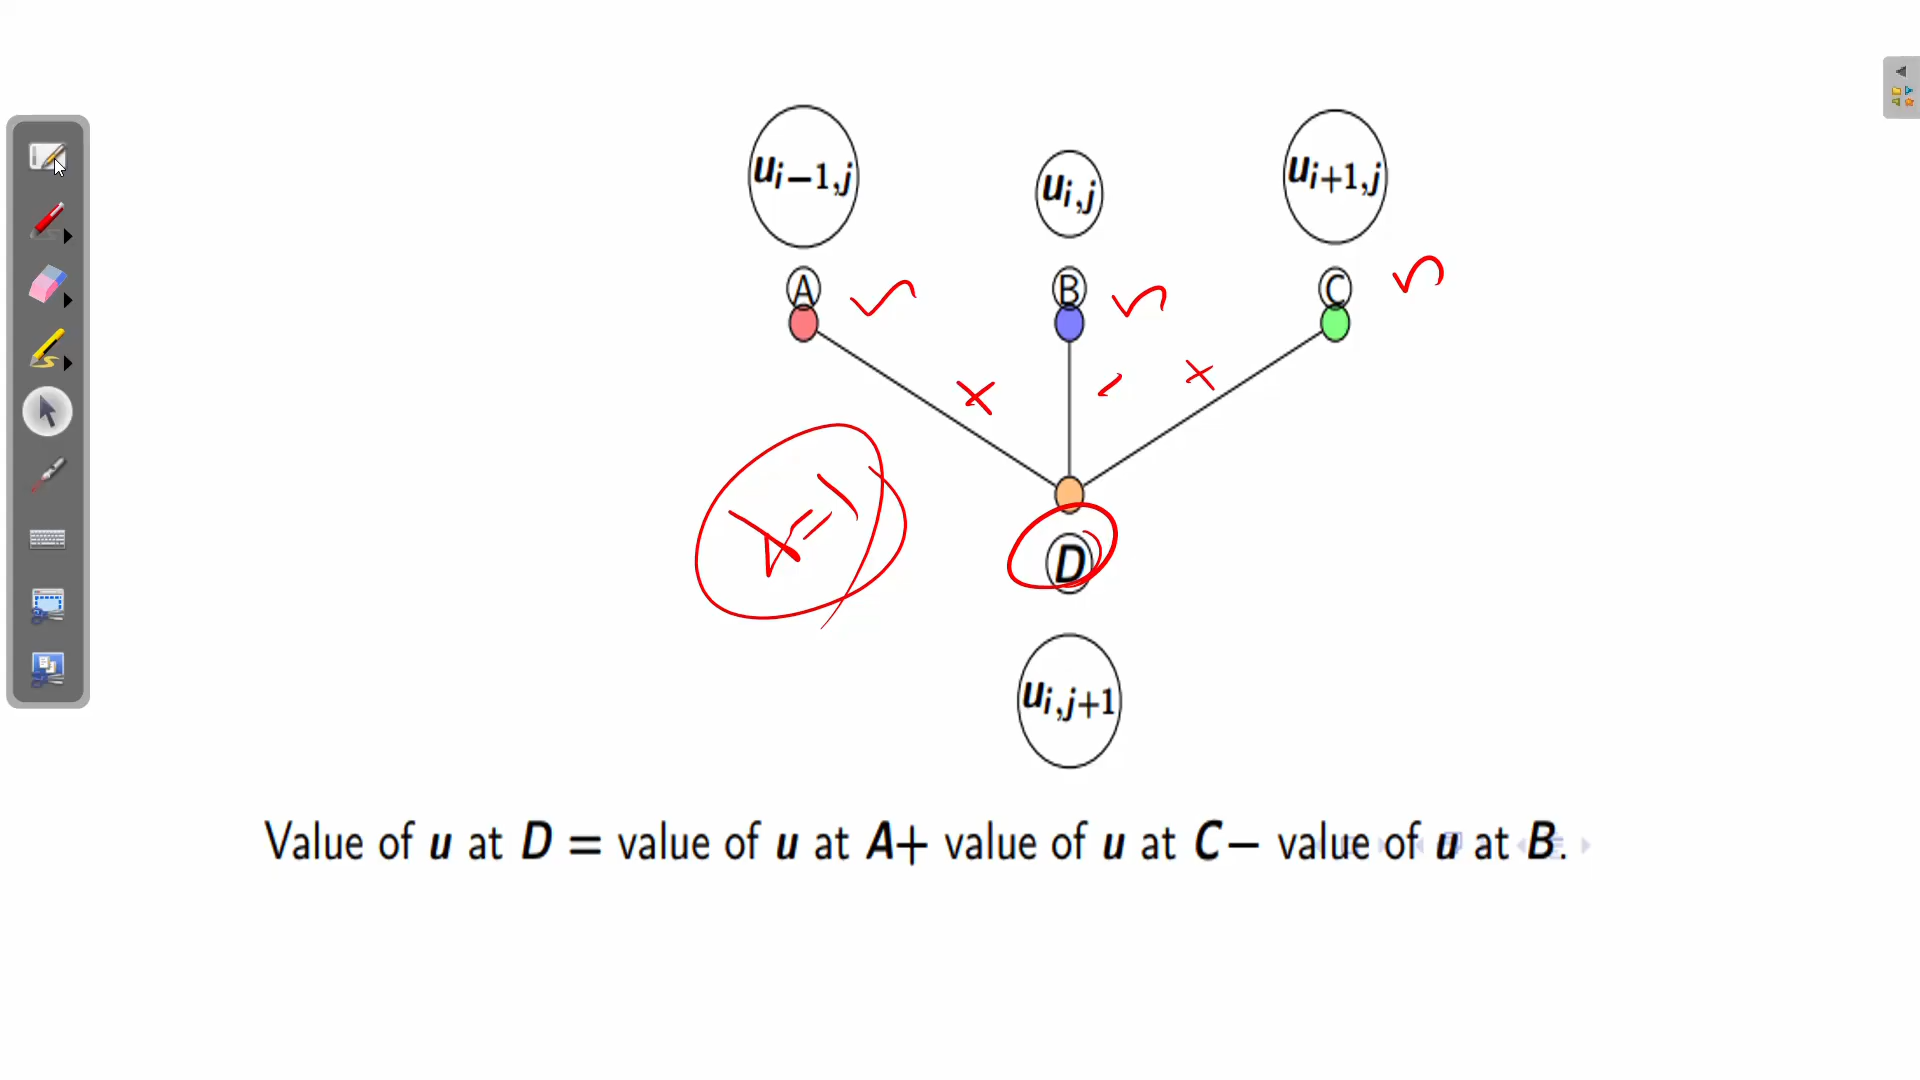 u_{i−1,j} u_{i,j} u_{i+1,j}
A B C
+ - +
λ=1
D
u_{i,j+1}
Value of u at D = value of u at A+ value of u at C− value of u at B.